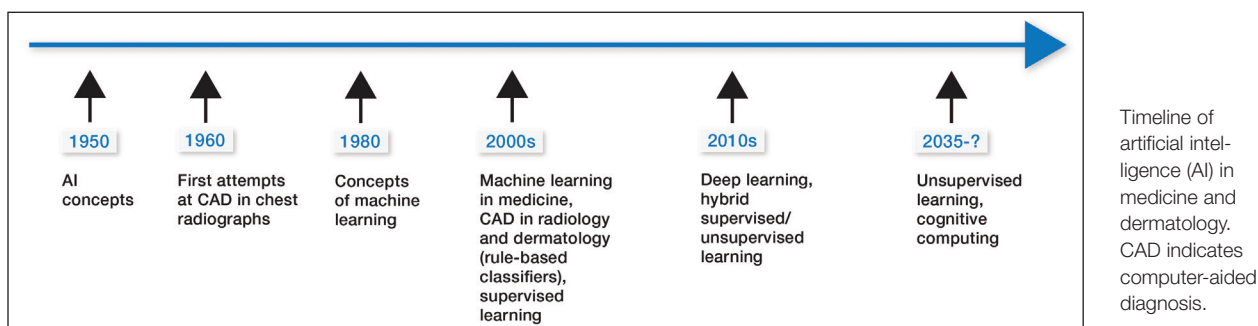 1950
AI
concepts
1960
First attempts
at CAD in chest
radiographs
1980
Concepts
of machine
learning
2000s
Machine learning
in medicine,
CAD in radiology
and dermatology
(rule-based
classifiers),
supervised
learning
2010s
Deep learning,
hybrid
supervised/
unsupervised
learning
2035-?
Unsupervised
learning,
cognitive
computing
Timeline of
artificial intel-
ligence (AI) in
medicine and
dermatology.
CAD indicates
computer-aided
diagnosis.